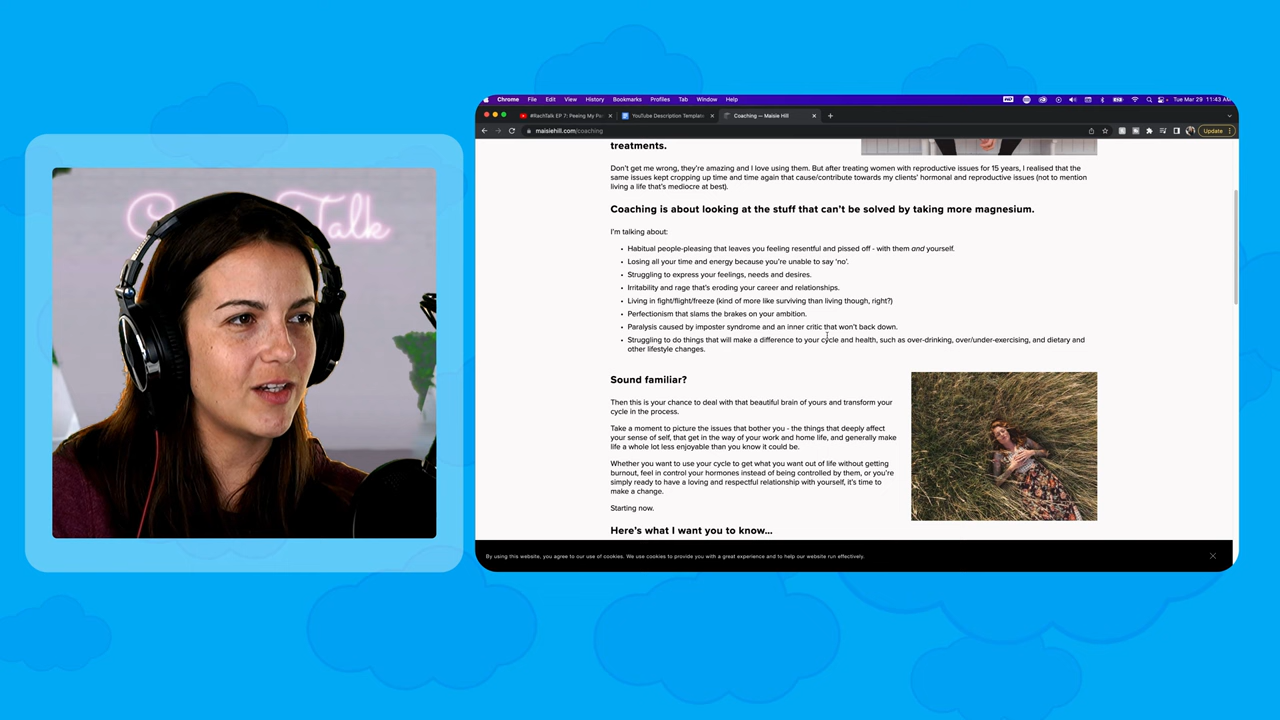 Talk
Chrome File Edit View History Bookmarks Profiles Tab Window Help
Tue Mar 29 11:43 AM
#RachTalk EP 7: Peeing My Pa
YouTube Description Templat
Coaching — Maisie Hill
maisiehill.com/coaching
Update
treatments.
Don't get me wrong, they're amazing and I love using them. But after treating women with reproductive issues for 15 years, I realised that the
same issues kept cropping up time and time again that cause/contribute towards my clients' hormonal and reproductive issues (not to mention
living a life that's mediocre at best).
Coaching is about looking at the stuff that can't be solved by taking more magnesium.
I'm talking about:
• Habitual people-pleasing that leaves you feeling resentful and pissed off - with them and yourself.
• Losing all your time and energy because you're unable to say 'no'.
• Struggling to express your feelings, needs and desires.
• Irritability and rage that's eroding your career and relationships.
• Living in fight/flight/freeze (kind of more like surviving than living though, right?)
• Perfectionism that slams the brakes on your ambition.
• Paralysis caused by imposter syndrome and an inner critic that won't back down.
• Struggling to do things that will make a difference to your cycle and health, such as over-drinking, over/under-exercising, and dietary and
other lifestyle changes.
Sound familiar?
Then this is your chance to deal with that beautiful brain of yours and transform your
cycle in the process.
Take a moment to picture the issues that bother you - the things that deeply affect
your sense of self, that get in the way of your work and home life, and generally make
life a whole lot less enjoyable than you know it could be.
Whether you want to use your cycle to get what you want out of life without getting
burnout, feel in control your hormones instead of being controlled by them, or you're
simply ready to have a loving and respectful relationship with yourself, it's time to
make a change.
Starting now.
Here's what I want you to know...
By using this website, you agree to our use of cookies. We use cookies to provide you with a great experience and to help our website run effectively.